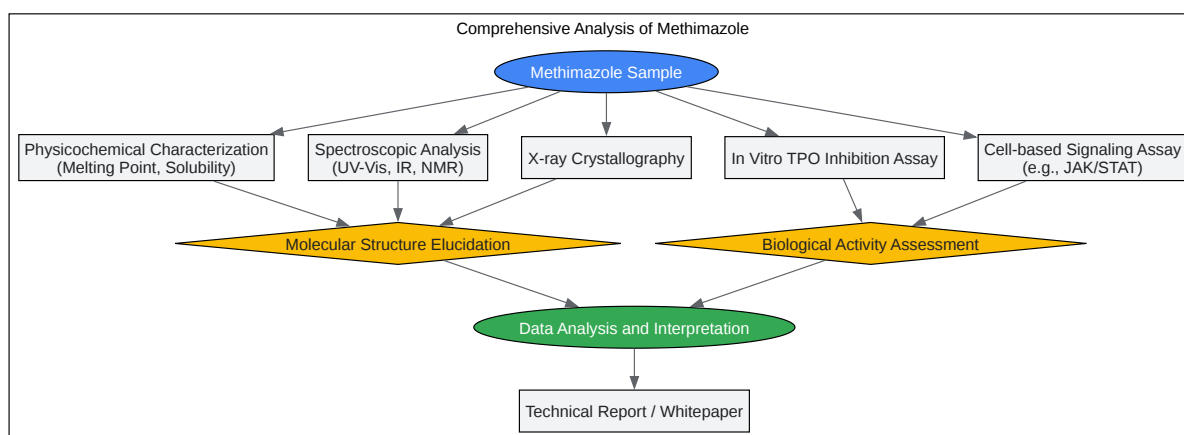 Comprehensive Analysis of Methimazole
Methimazole Sample
Physicochemical Characterization
(Melting Point, Solubility)
Spectroscopic Analysis
(UV-Vis, IR, NMR)
X-ray Crystallography
In Vitro TPO Inhibition Assay
Cell-based Signaling Assay
(e.g., JAK/STAT)
Molecular Structure Elucidation
Biological Activity Assessment
Data Analysis and Interpretation
Technical Report / Whitepaper